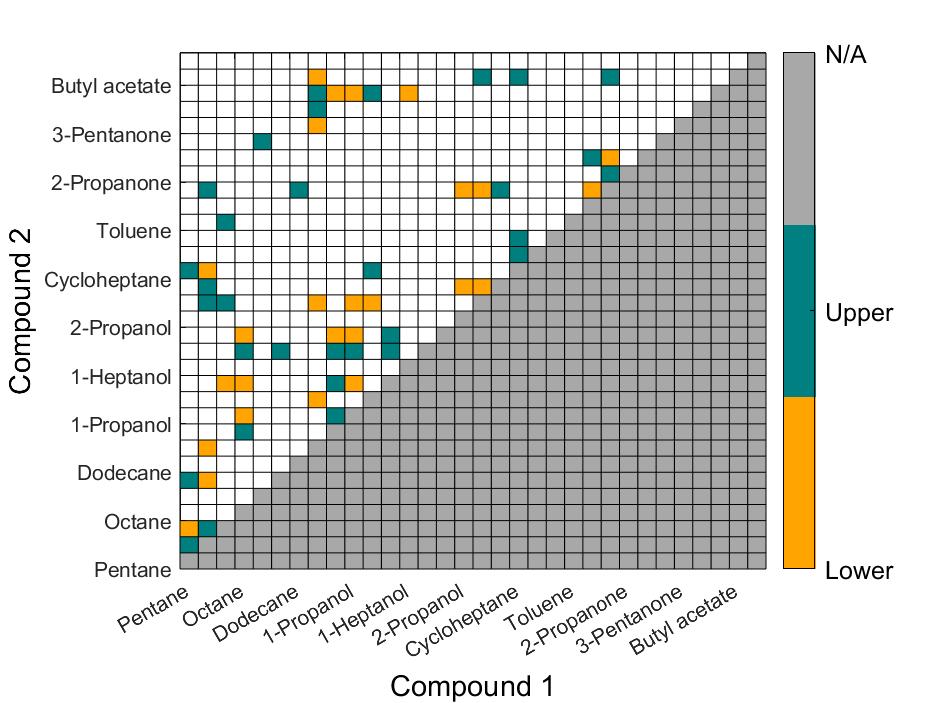 N/A
Butyl acetate
3-Pentanone
2-Propanone
Toluene
Cycloheptane
2-Propanol
1-Heptanol
1-Propanol
Dodecane
Octane
Pentane
Compound 2
Upper
Lower
Pentane
Octane
Dodecane
1-Propanol
1-Heptanol
2-Propanol
Cycloheptane
Toluene
2-Propanone
3-Pentanone
Butyl acetate
Compound 1